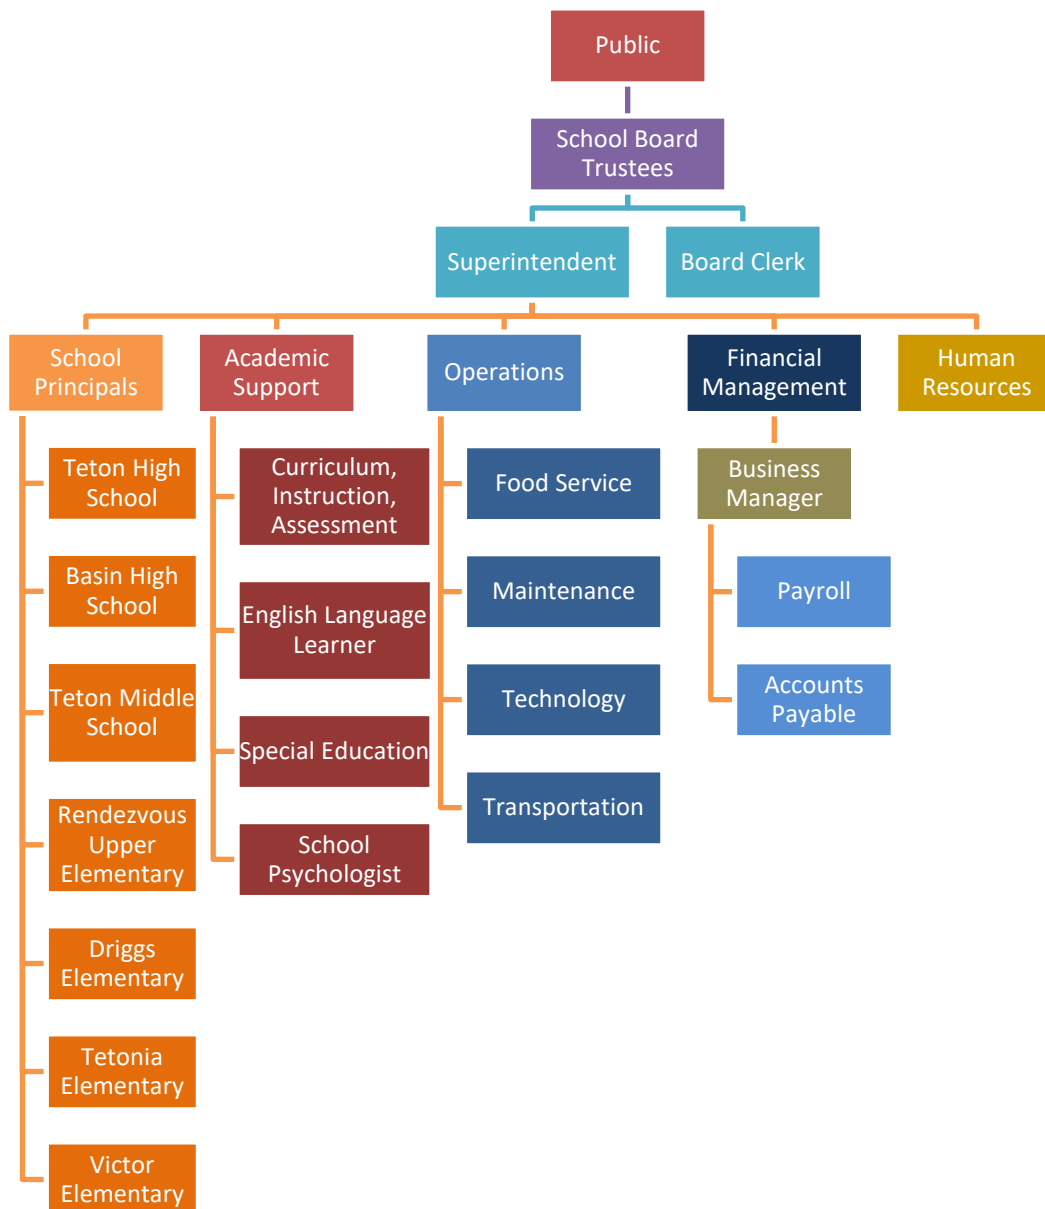 Public
School Board
Trustees
Superintendent
Board Clerk
School
Principals
Academic
Support
Operations
Financial
Management
Human
Resources
Teton High
School
Basin High
School
Teton Middle
School
Rendezvous
Upper
Elementary
Driggs
Elementary
Tetonia
Elementary
Victor
Elementary
Curriculum,
Instruction,
Assessment
English Language
Learner
Special Education
School
Psychologist
Food Service
Maintenance
Technology
Transportation
Business
Manager
Payroll
Accounts
Payable